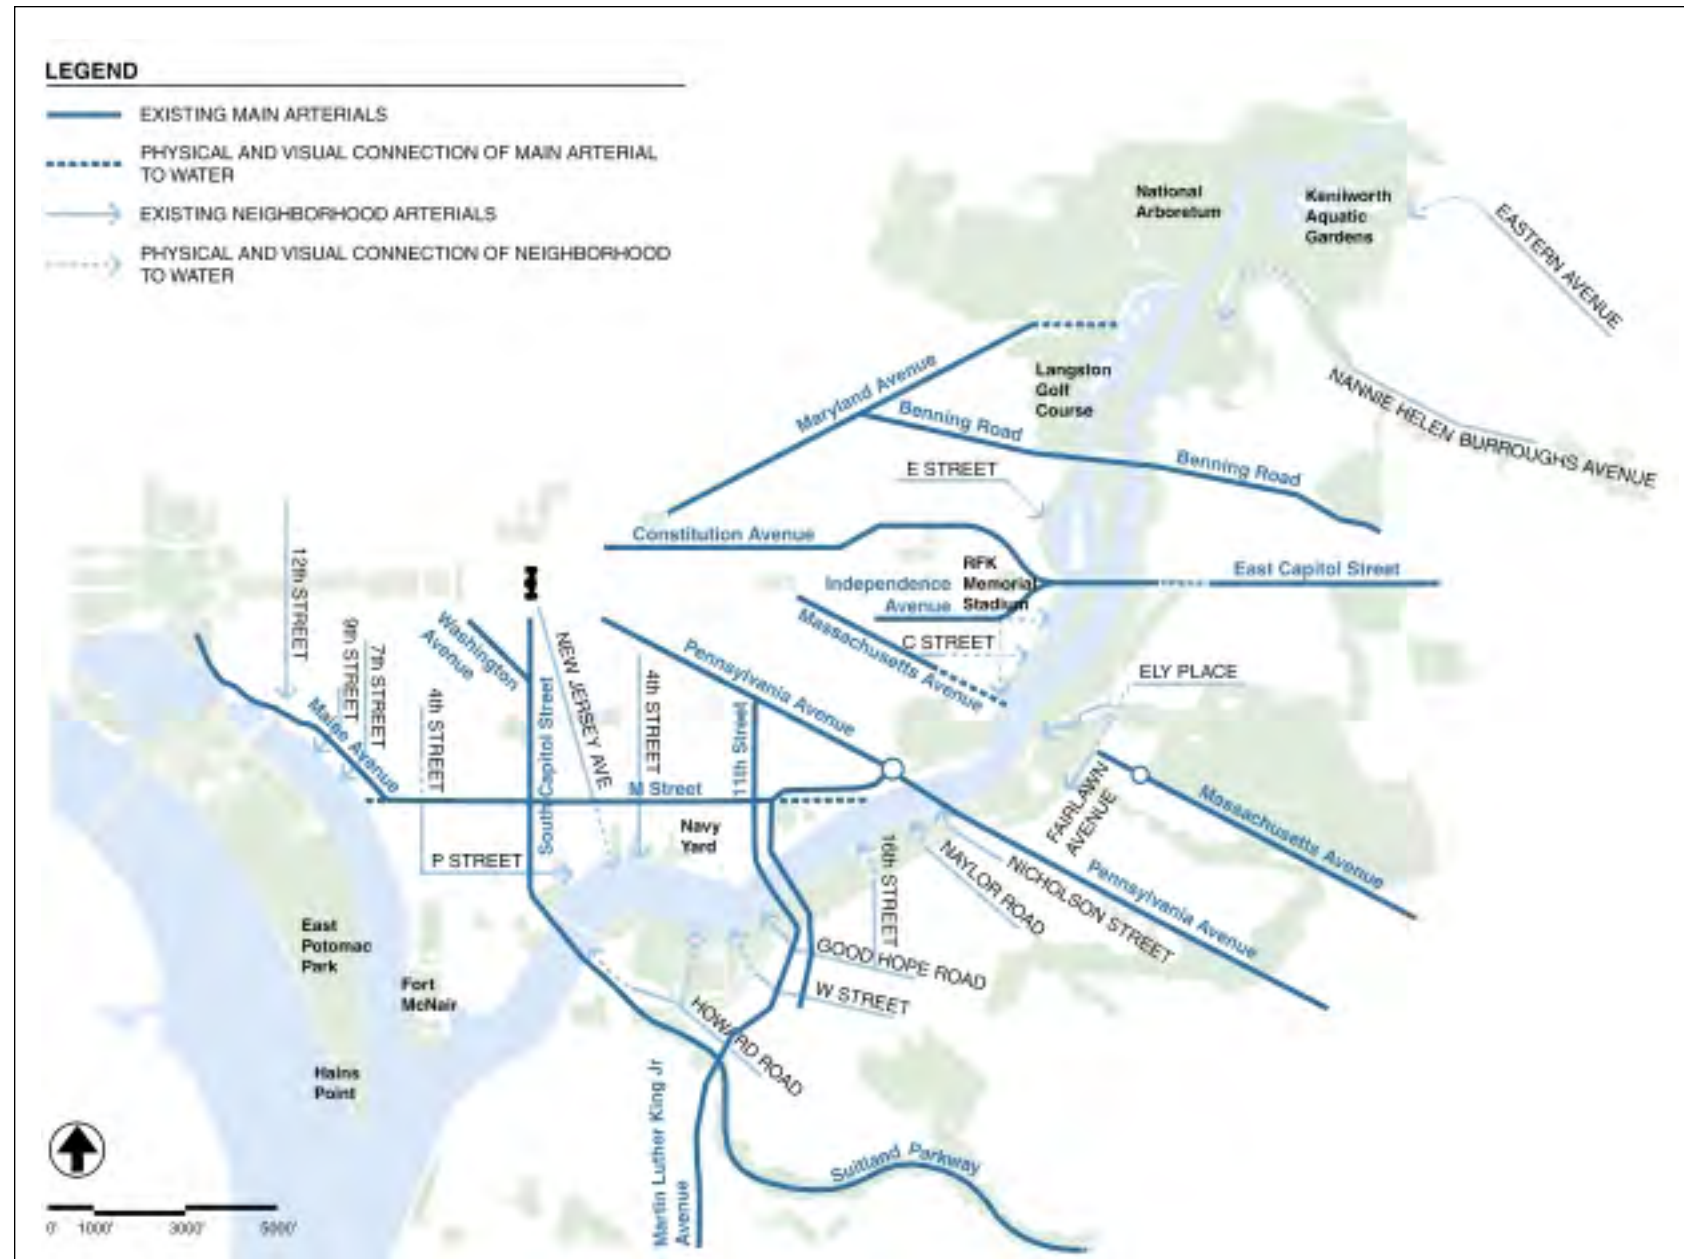 LEGEND
EXISTING MAIN ARTERIALS
PHYSICAL AND VISUAL CONNECTION OF MAIN ARTERIAL
TO WATER
EXISTING NEIGHBORHOOD ARTERIALS
PHYSICAL AND VISUAL CONNECTION OF NEIGHBORHOOD
TO WATER
National
Arboretum
Kenilworth
Aquatic
Gardens
EASTERN AVENUE
NANNIE HELEN BURROUGHS AVENUE
Langston
Golf
Course
Maryland Avenue
Benning Road
Benning Road
E STREET
Constitution Avenue
RFK
Memorial
Stadium
Independence
Avenue
East Capitol Street
C STREET
Massachusetts Avenue
ELY PLACE
12th STREET
9th STREET
7th STREET
4th STREET
Maine Avenue
Washington
Avenue
South Capitol Street
NEW JERSEY AVE
4th STREET
Pennsylvania Avenue
11th Street
M Street
Navy
Yard
P STREET
FAIRLAWN
AVENUE
Massachusetts Avenue
Pennsylvania Avenue
NICHOLSON STREET
NAYLOR ROAD
16th STREET
GOOD HOPE ROAD
W STREET
HOWARD ROAD
East
Potomac
Park
Fort
McNair
Hains
Point
Martin Luther King Jr
Avenue
Suitland Parkway
0' 1000' 3000' 5000'